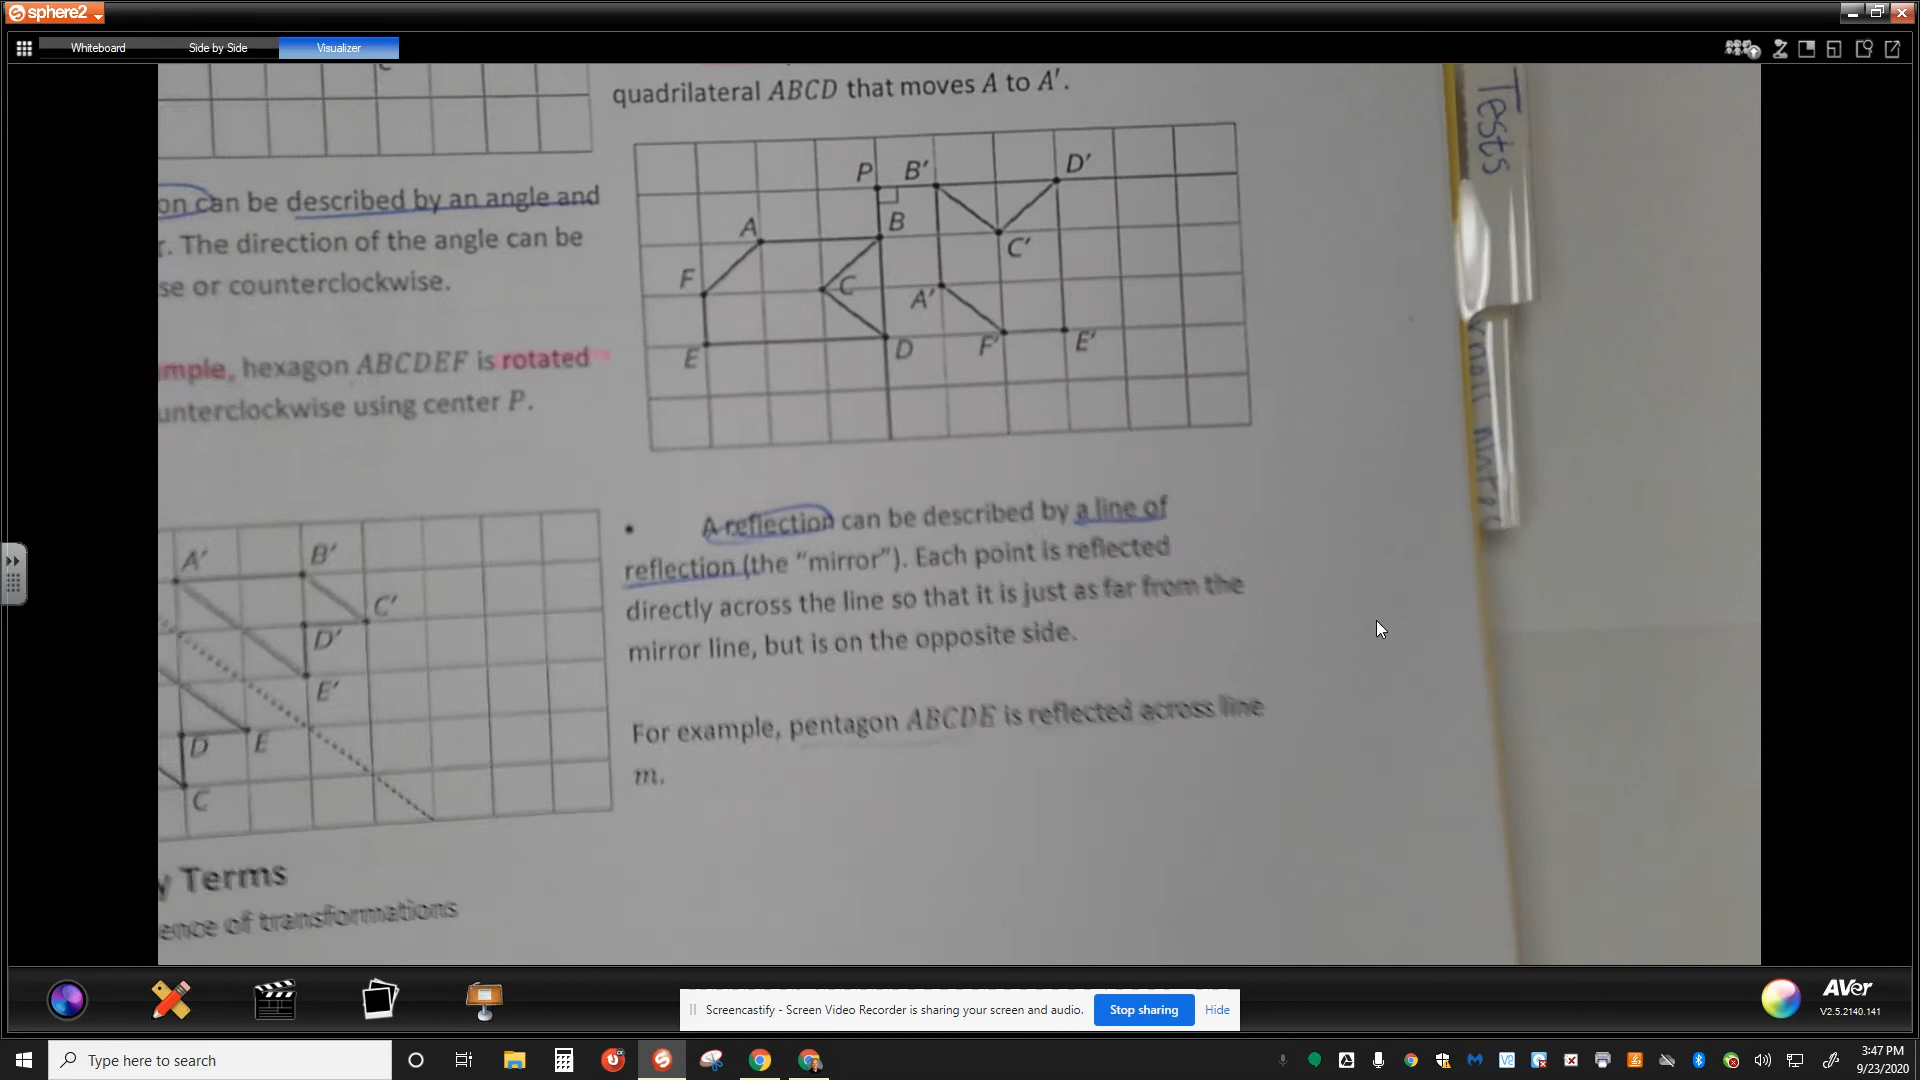 sphere2
Whiteboard
Side by Side
Visualizer
quadrilateral ABCD that moves A to A′.
on can be described by an angle and
r. The direction of the angle can be
se or counterclockwise.
mple, hexagon ABCDEF is rotated
unterclockwise using center P.
P
B′
D′
A
B
C′
F
C
A′
E
D
F′
E′
Tests
A′
B′
C′
D′
E′
D
E
C
• A reflection can be described by a line of
reflection (the “mirror”). Each point is reflected
directly across the line so that it is just as far from the
mirror line, but is on the opposite side.
For example, pentagon ABCDE is reflected across line
m.
y Terms
ence of transformations
Screencastify - Screen Video Recorder is sharing your screen and audio.
Stop sharing
Hide
AVer
V2.5.2140.141
Type here to search
3:47 PM
9/23/2020